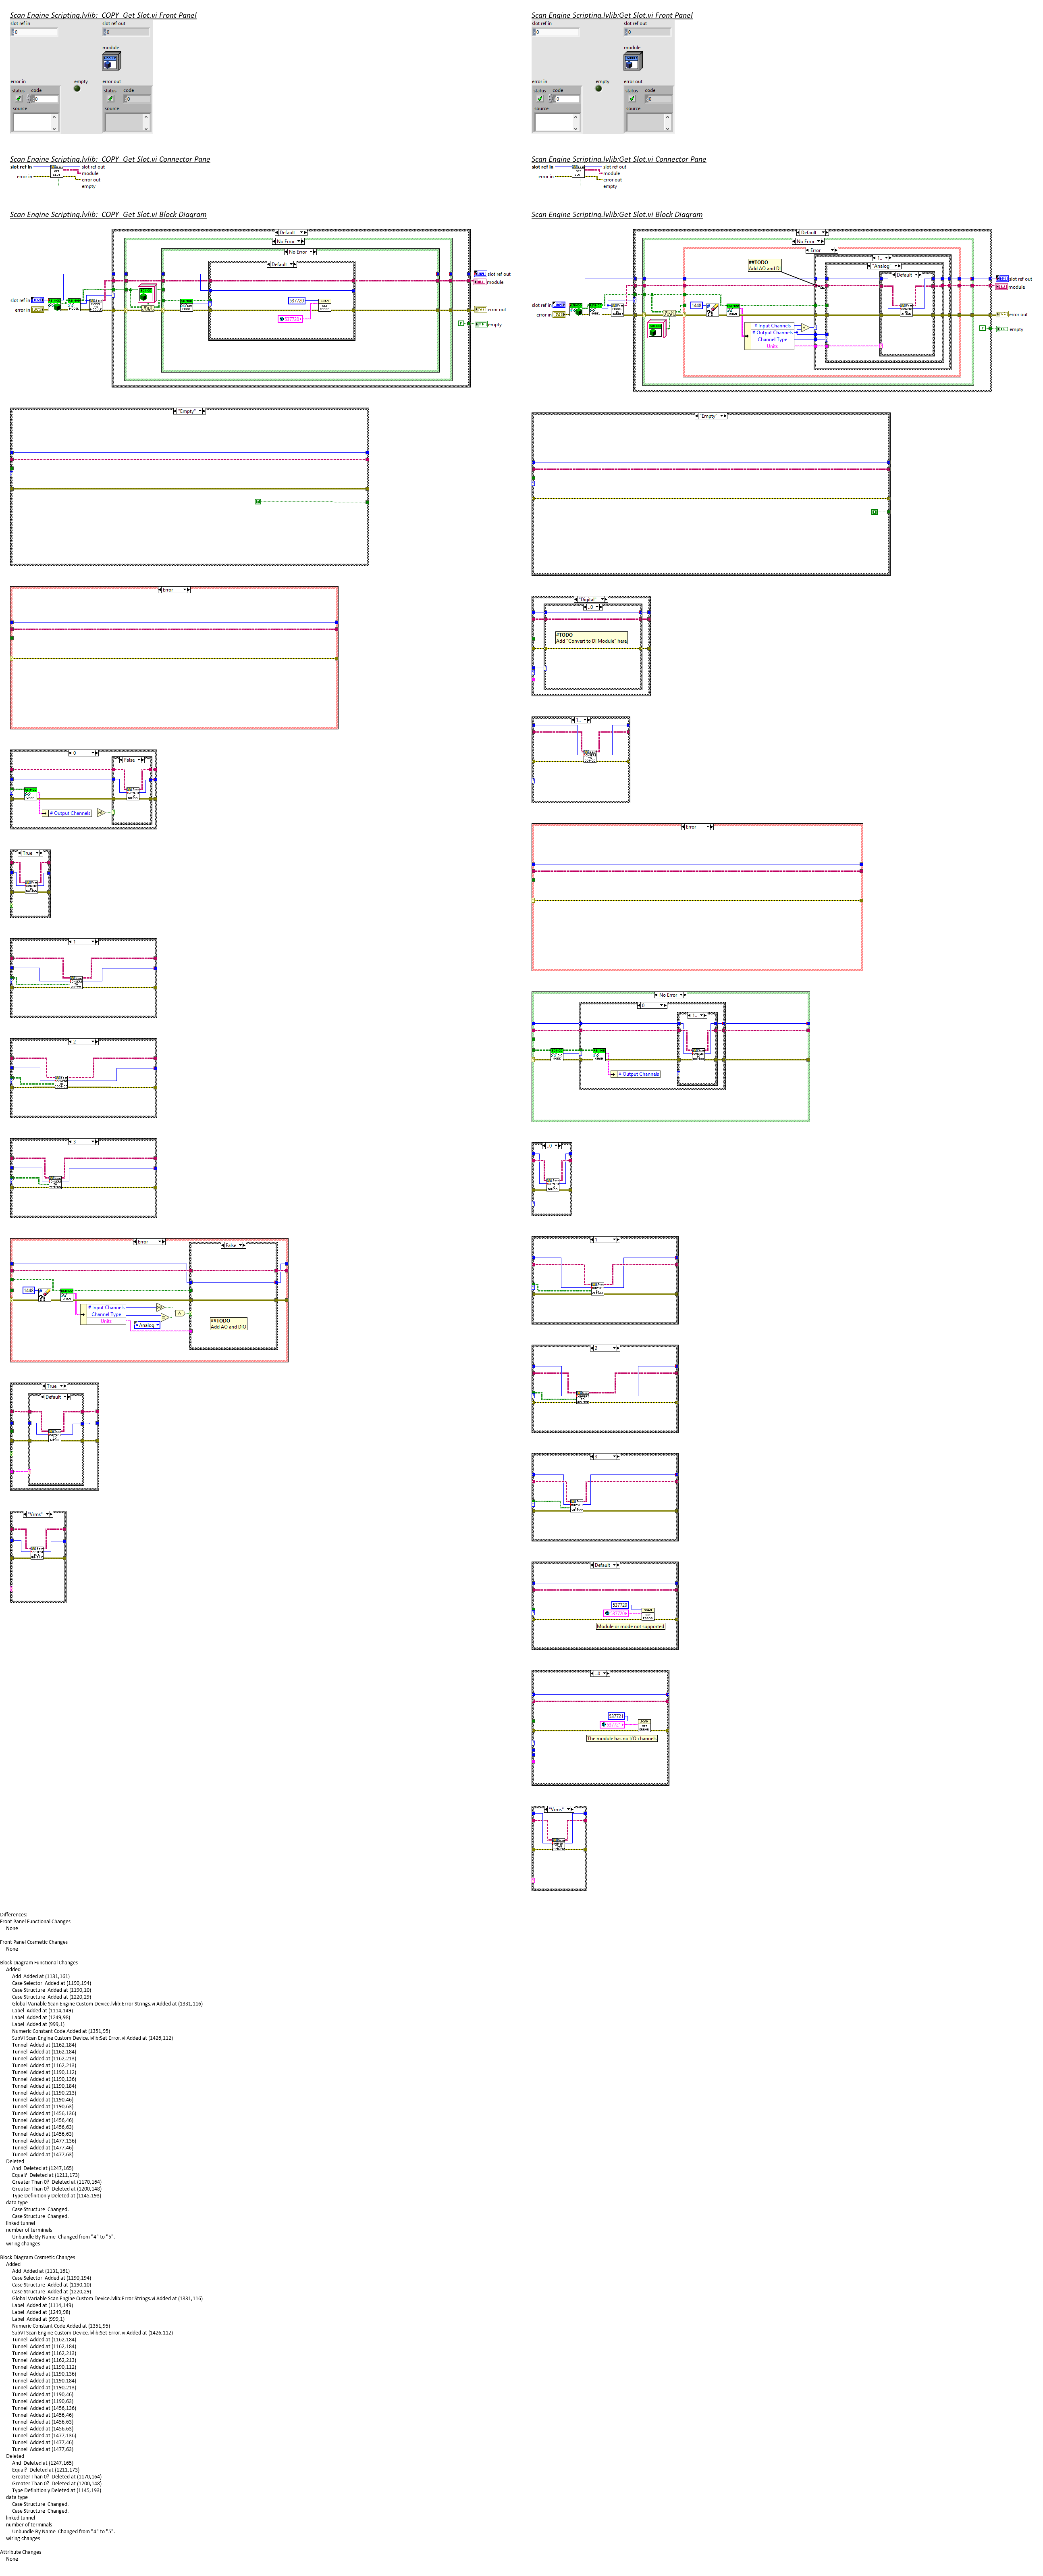 Scan Engine Scripting.lvlib:_COPY_Get Slot.vi Front Panel
slot ref in
slot ref out
0
0
module
error in
empty
error out
status
code
status
code
0
0
source
source
Scan Engine Scripting.lvlib:_COPY_Get Slot.vi Connector Pane
slot ref in
slot ref out
module
error in
error out
empty
Scan Engine Scripting.lvlib:_COPY_Get Slot.vi Block Diagram
Default
No Error
No Error
Default
slot ref out
module
slot ref in
error in
537720
error out
empty
"Empty"
Error
0
False
# Output Channels
True
1
2
3
Error
False
1448
# Input Channels
Channel Type
Units
Analog
##TODO
Add AO and DIO
True
Default
"Vrms"
Scan Engine Scripting.lvlib:Get Slot.vi Front Panel
slot ref in
slot ref out
0
0
module
error in
empty
error out
status
code
status
code
0
0
source
source
Scan Engine Scripting.lvlib:Get Slot.vi Connector Pane
slot ref in
slot ref out
module
error in
error out
empty
Scan Engine Scripting.lvlib:Get Slot.vi Block Diagram
Default
No Error
Error
1..
"Analog"
Default
##TODO
Add AO and DI
slot ref out
module
slot ref in
error in
1448
error out
empty
# Input Channels
# Output Channels
Channel Type
Units
"Empty"
"Digital"
..0
#TODO
Add "Convert to DI Module" here
1..
Error
No Error
0
1..
# Output Channels
..0
1
2
3
Default
537720
Module or mode not supported
..0
537721
The module has no I/O channels
"Vrms"
Differences:
Front Panel Functional Changes
None
Front Panel Cosmetic Changes
None
Block Diagram Functional Changes
Added
Add  Added at (1131,161)
Case Selector  Added at (1190,194)
Case Structure  Added at (1190,10)
Case Structure  Added at (1220,29)
Global Variable Scan Engine Custom Device.lvlib:Error Strings.vi Added at (1331,116)
Label  Added at (1114,149)
Label  Added at (1249,98)
Label  Added at (999,1)
Numeric Constant Code Added at (1351,95)
SubVI Scan Engine Custom Device.lvlib:Set Error.vi Added at (1426,112)
Tunnel  Added at (1162,184)
Tunnel  Added at (1162,184)
Tunnel  Added at (1162,213)
Tunnel  Added at (1162,213)
Tunnel  Added at (1190,112)
Tunnel  Added at (1190,136)
Tunnel  Added at (1190,184)
Tunnel  Added at (1190,213)
Tunnel  Added at (1190,46)
Tunnel  Added at (1190,63)
Tunnel  Added at (1456,136)
Tunnel  Added at (1456,46)
Tunnel  Added at (1456,63)
Tunnel  Added at (1456,63)
Tunnel  Added at (1477,136)
Tunnel  Added at (1477,46)
Tunnel  Added at (1477,63)
Deleted
And  Deleted at (1247,165)
Equal?  Deleted at (1211,173)
Greater Than 0?  Deleted at (1170,164)
Greater Than 0?  Deleted at (1200,148)
Type Definition y Deleted at (1145,193)
data type
Case Structure  Changed.
Case Structure  Changed.
linked tunnel
number of terminals
Unbundle By Name  Changed from "4" to "5".
wiring changes
Block Diagram Cosmetic Changes
Added
Add  Added at (1131,161)
Case Selector  Added at (1190,194)
Case Structure  Added at (1190,10)
Case Structure  Added at (1220,29)
Global Variable Scan Engine Custom Device.lvlib:Error Strings.vi Added at (1331,116)
Label  Added at (1114,149)
Label  Added at (1249,98)
Label  Added at (999,1)
Numeric Constant Code Added at (1351,95)
SubVI Scan Engine Custom Device.lvlib:Set Error.vi Added at (1426,112)
Tunnel  Added at (1162,184)
Tunnel  Added at (1162,184)
Tunnel  Added at (1162,213)
Tunnel  Added at (1162,213)
Tunnel  Added at (1190,112)
Tunnel  Added at (1190,136)
Tunnel  Added at (1190,184)
Tunnel  Added at (1190,213)
Tunnel  Added at (1190,46)
Tunnel  Added at (1190,63)
Tunnel  Added at (1456,136)
Tunnel  Added at (1456,46)
Tunnel  Added at (1456,63)
Tunnel  Added at (1456,63)
Tunnel  Added at (1477,136)
Tunnel  Added at (1477,46)
Tunnel  Added at (1477,63)
Deleted
And  Deleted at (1247,165)
Equal?  Deleted at (1211,173)
Greater Than 0?  Deleted at (1170,164)
Greater Than 0?  Deleted at (1200,148)
Type Definition y Deleted at (1145,193)
data type
Case Structure  Changed.
Case Structure  Changed.
linked tunnel
number of terminals
Unbundle By Name  Changed from "4" to "5".
wiring changes
Attribute Changes
None